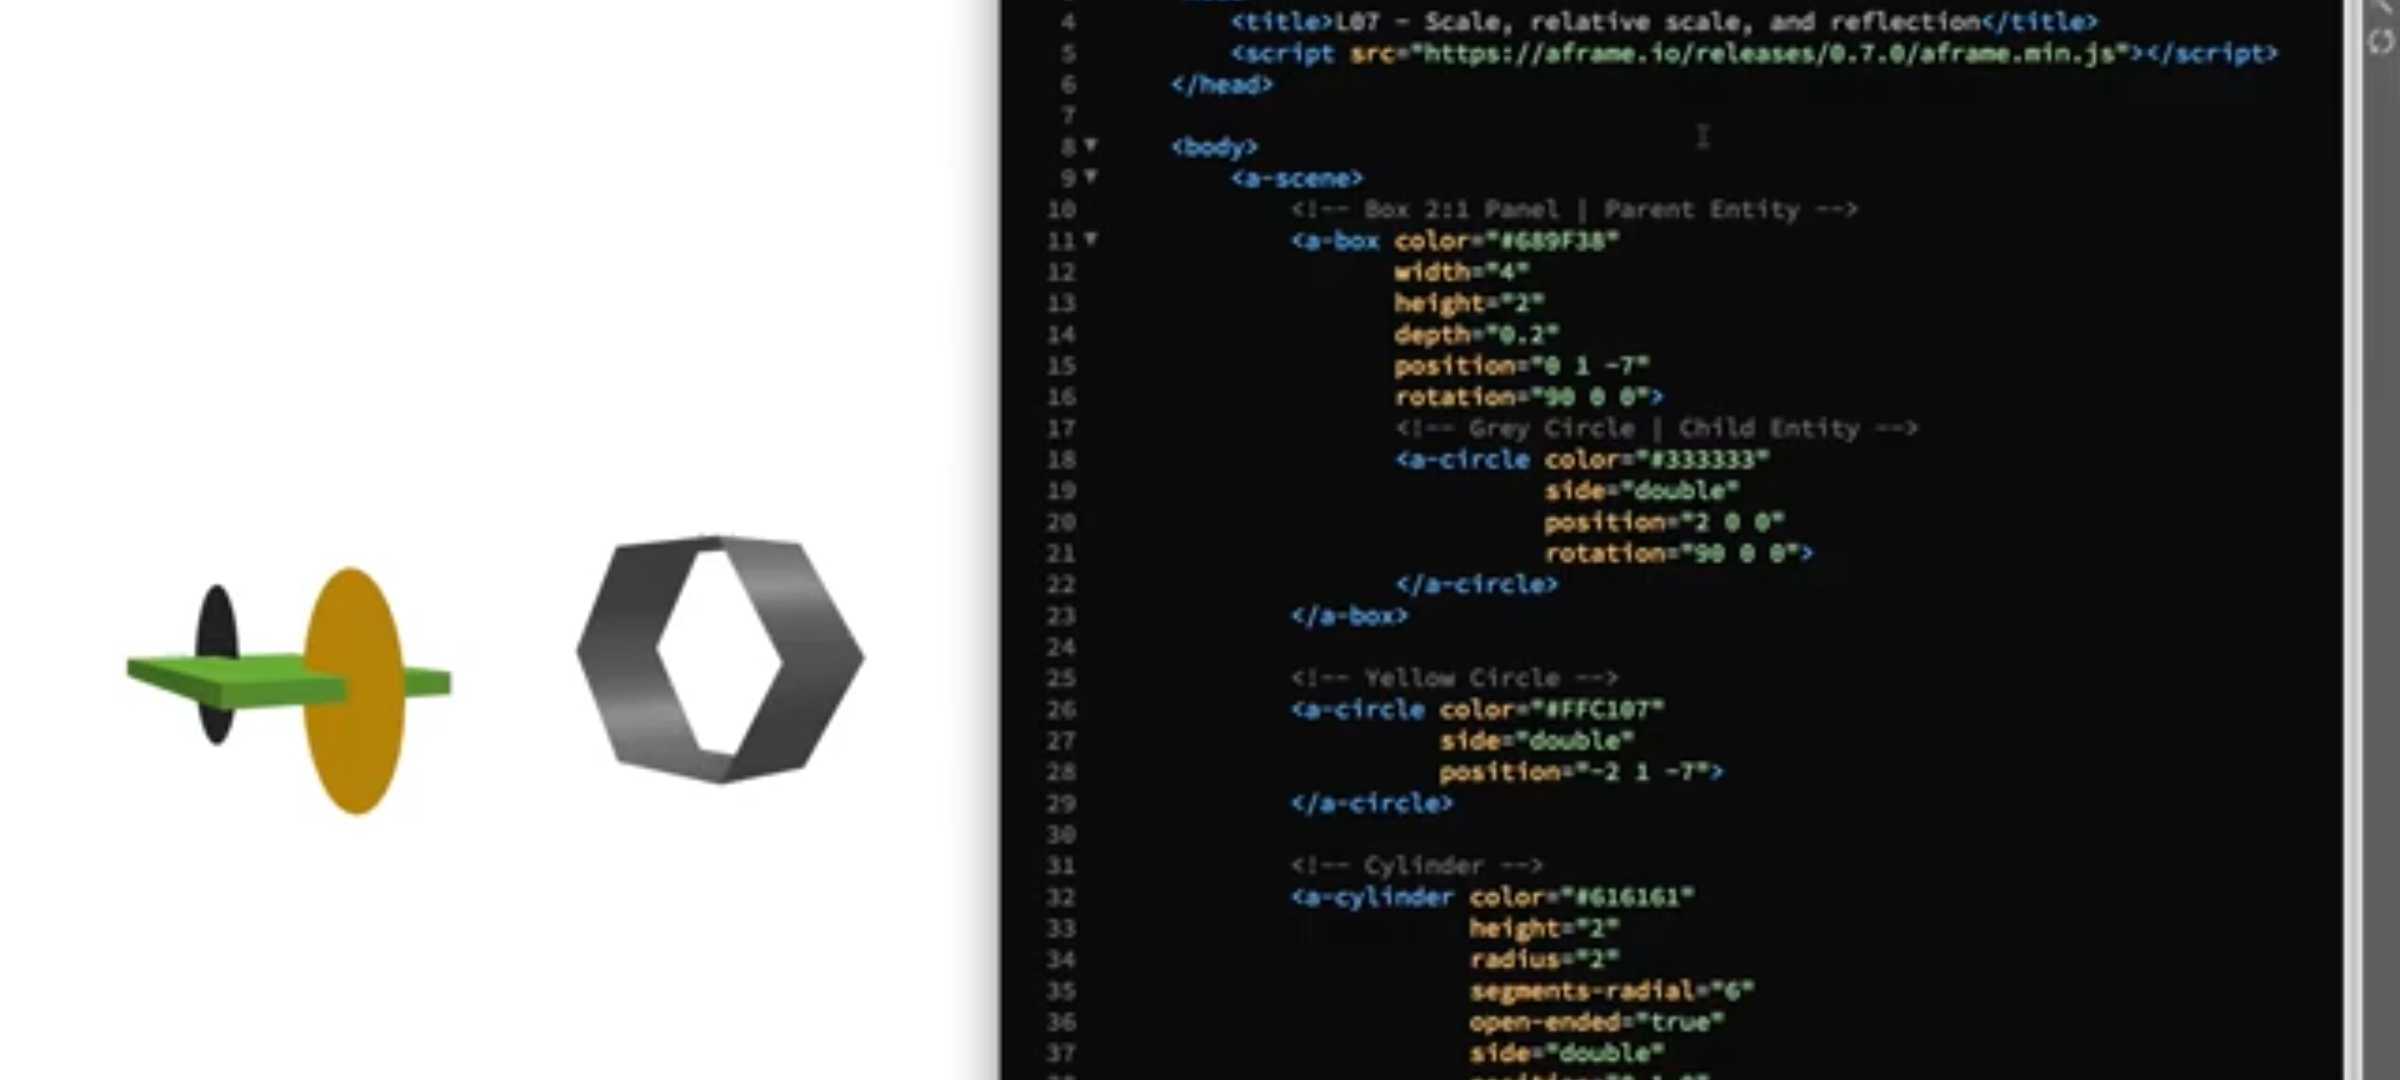 4 <title>L07 - Scale, relative scale, and reflection</title>
5 <script src="https://aframe.io/releases/0.7.0/aframe.min.js"></script>
6 </head>
7
8 <body>
9 <a-scene>
10 <!-- Box 2:1 Panel | Parent Entity -->
11 <a-box color="#689F38"
12 width="4"
13 height="2"
14 depth="0.2"
15 position="0 1 -7"
16 rotation="90 0 0">
17 <!-- Grey Circle | Child Entity -->
18 <a-circle color="#333333"
19 side="double"
20 position="2 0 0"
21 rotation="90 0 0">
22 </a-circle>
23 </a-box>
24
25 <!-- Yellow Circle -->
26 <a-circle color="#FFC107"
27 side="double"
28 position="-2 1 -7">
29 </a-circle>
30
31 <!-- Cylinder -->
32 <a-cylinder color="#616161"
33 height="2"
34 radius="2"
35 segments-radial="6"
36 open-ended="true"
37 side="double"